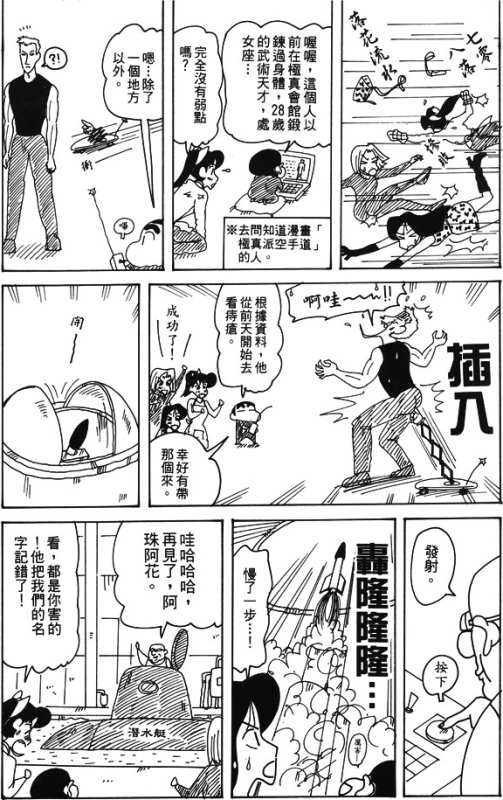 七零
八落
落花流水
喔喔，這個人以
前在極真會館鍛
鍊過身體，28歲
的武術天才，處
女座…
完全沒有弱點
嗎？
※去問知道漫畫「
極真派空手道」
的人。
嗯…除了
一個地方
以外。
?!
插入
啊哇～～!!
根據資料，他
從前天開始去
看痔瘡。
成功了！
幸好有帶
那個來。
發射。
按下
轟隆隆隆…
慢了一步…！
哇哈哈哈，
再見了，阿
珠阿花。
潛水艇
看，都是你害的
！他把我們的名
字記錯了！